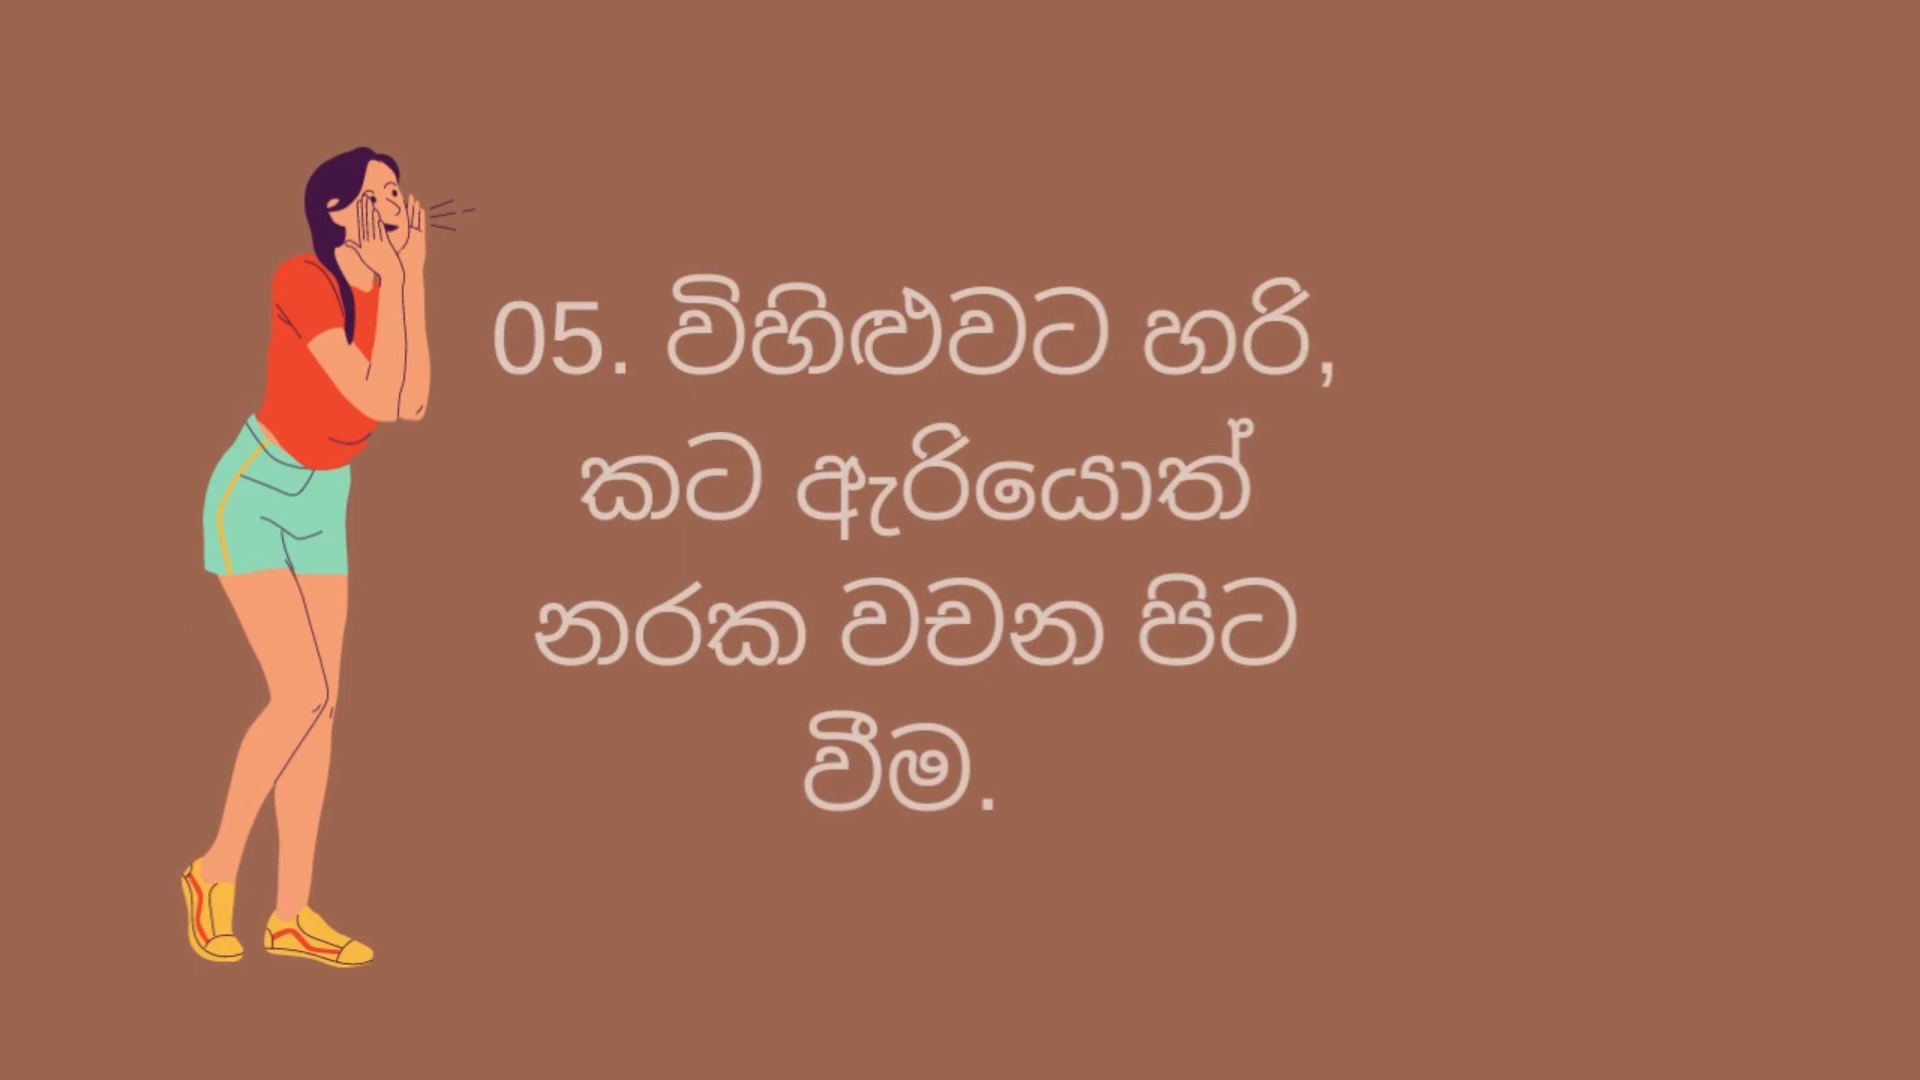 05. විහිළුවට හරි,
කට ඇරියොත්
නරක වචන පිට
වීම.